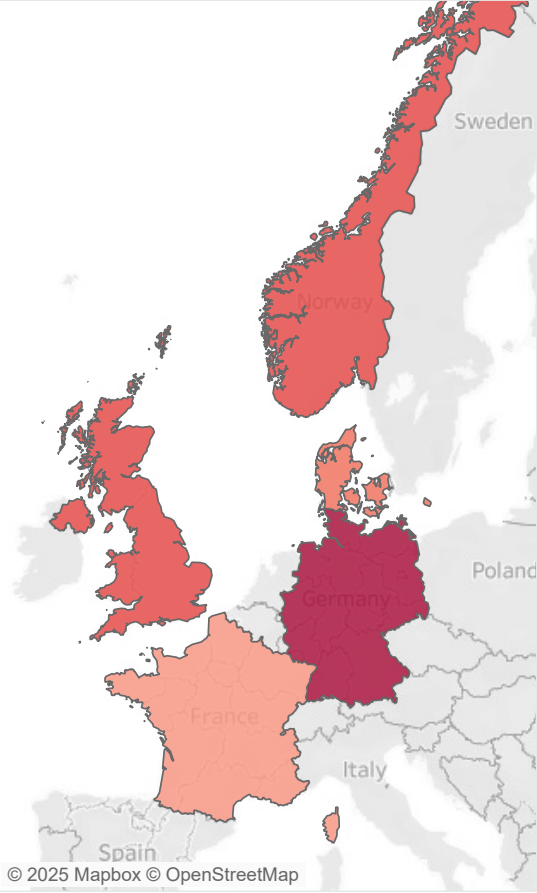 Sweden
Norway
Poland
Germany
France
Italy
Spain
© 2025 Mapbox © OpenStreetMap